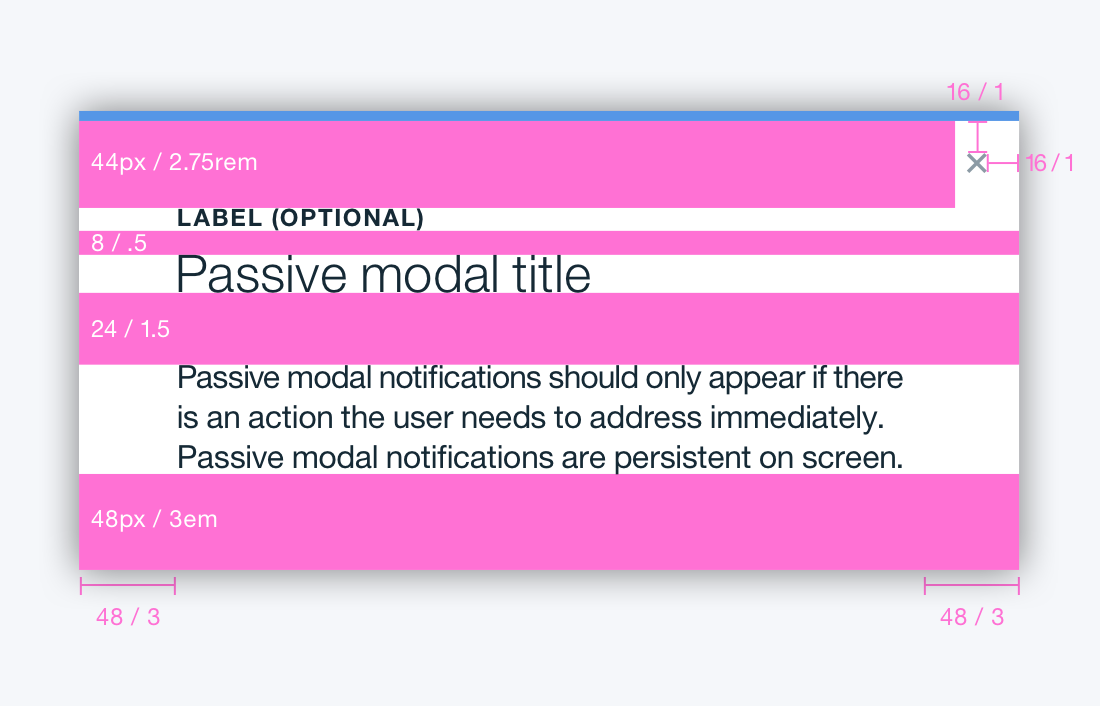 16 / 1
44px / 2.75rem
16 / 1
LABEL (OPTIONAL)
8 / .5
Passive modal title
24 / 1.5
Passive modal notifications should only appear if there
is an action the user needs to address immediately.
Passive modal notifications are persistent on screen.
48px / 3em
48 / 3
48 / 3